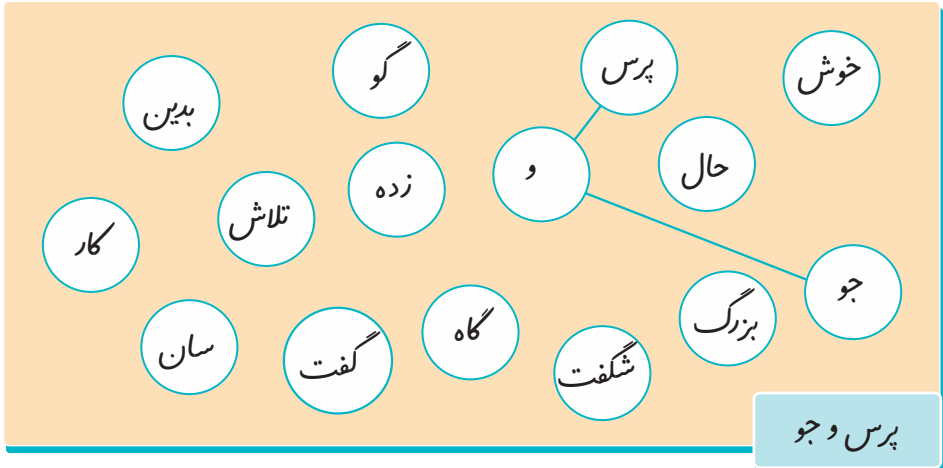 خوش
پرس
گو
بدین
حال
و
زده
تلاش
کار
جو
بزرگ
گاه
سان
گفت
شگفت
پرس و جو